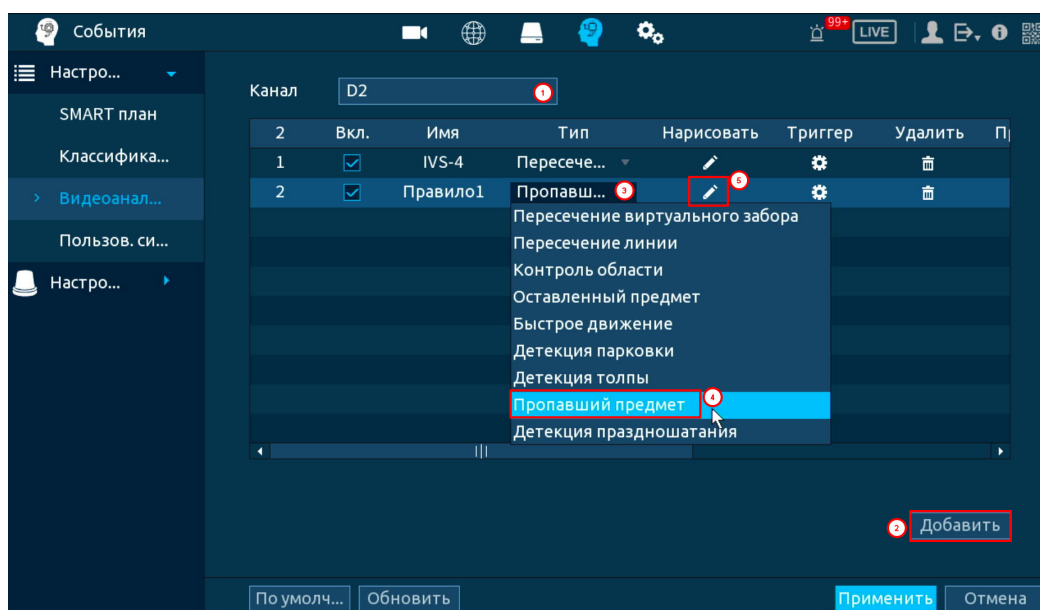 События 99+ LIVE
Настро...
SMART план
Классифика...
Видеоанал...
Пользов. си...
Настро...
Канал D2 1
2 Вкл. Имя Тип Нарисовать Триггер Удалить
1 IVS-4 Пересече...
2 Правило1 Пропавш... 3 5
Пересечение виртуального забора
Пересечение линии
Контроль области
Оставленный предмет
Быстрое движение
Детекция парковки
Детекция толпы
Пропавший предмет 4
Детекция праздношатания
2 Добавить
По умолч... Обновить Применить Отмена